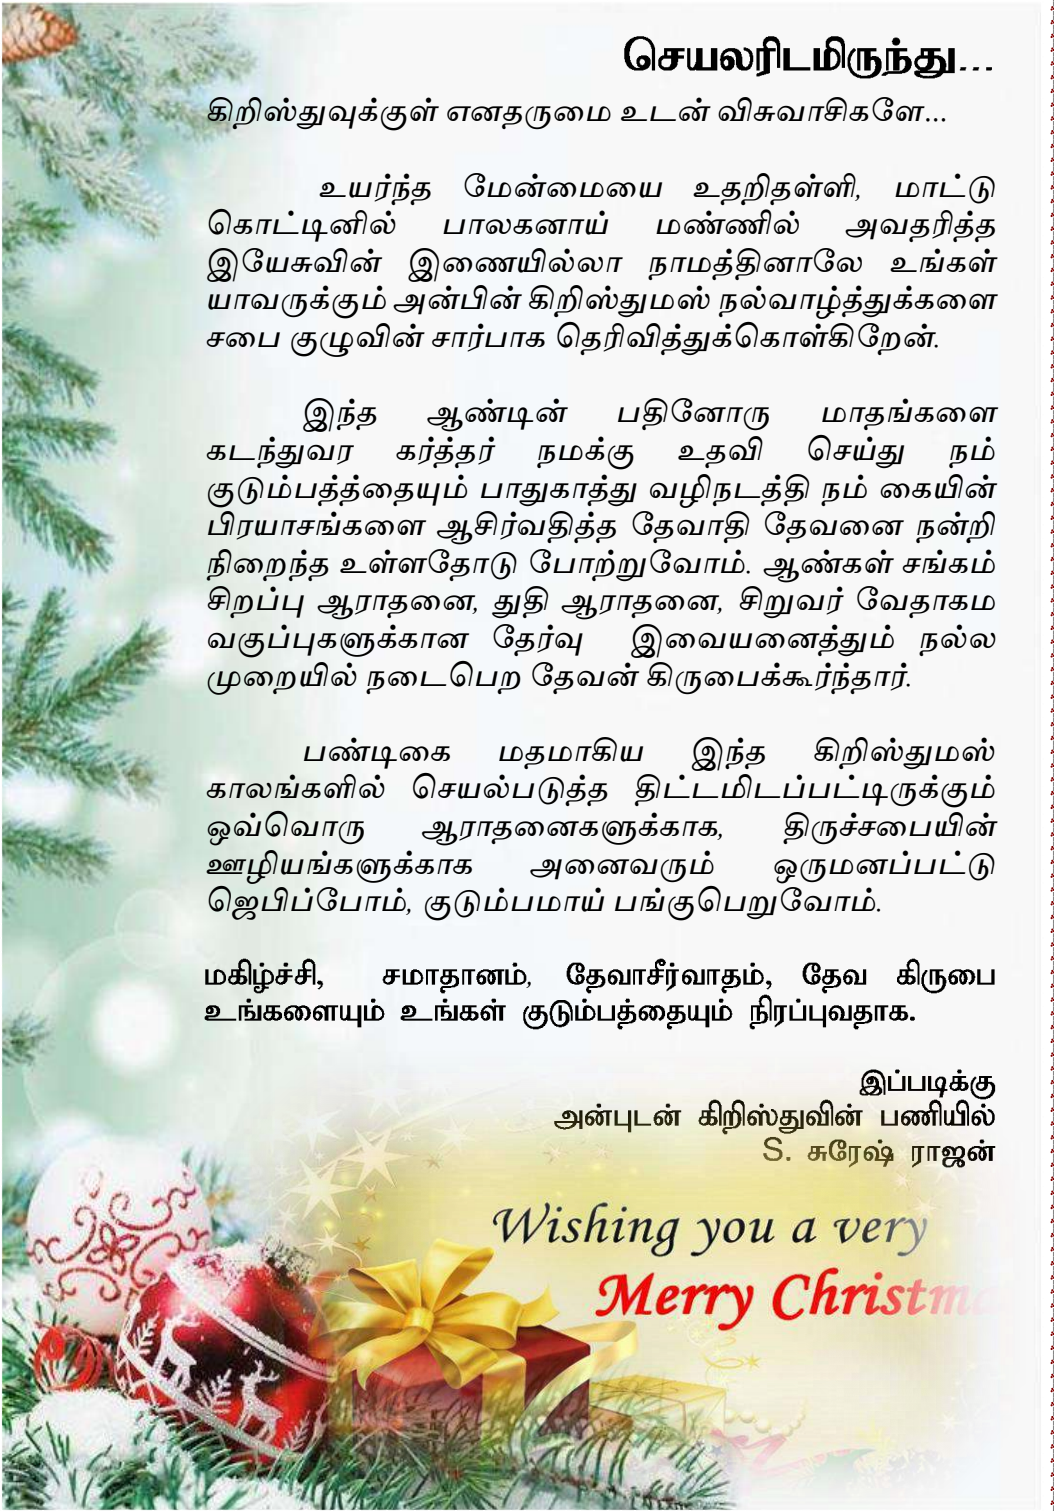 செயலரிடமிருந்து...
கிறிஸ்துவுக்குள் எனதருமை உடன் விசுவாசிகளே...
உயர்ந்த மேன்மையை உதறிதள்ளி, மாட்டு
கொட்டினில் பாலகனாய் மண்ணில் அவதரித்த
இயேசுவின் இணையில்லா நாமத்தினாலே உங்கள்
யாவருக்கும் அன்பின் கிறிஸ்துமஸ் நல்வாழ்த்துக்களை
சபை குழுவின் சார்பாக தெரிவித்துக்கொள்கிறேன்.
இந்த ஆண்டின் பதினோரு மாதங்களை
கடந்துவர கர்த்தர் நமக்கு உதவி செய்து நம்
குடும்பத்த்தையும் பாதுகாத்து வழிநடத்தி நம் கையின்
பிரயாசங்களை ஆசிர்வதித்த தேவாதி தேவனை நன்றி
நிறைந்த உள்ளதோடு போற்றுவோம். ஆண்கள் சங்கம்
சிறப்பு ஆராதனை, துதி ஆராதனை, சிறுவர் வேதாகம
வகுப்புகளுக்கான தேர்வு இவையனைத்தும் நல்ல
முறையில் நடைபெற தேவன் கிருபைக்கூர்ந்தார்.
பண்டிகை மதமாகிய இந்த கிறிஸ்துமஸ்
காலங்களில் செயல்படுத்த திட்டமிடப்பட்டிருக்கும்
ஒவ்வொரு ஆராதனைகளுக்காக, திருச்சபையின்
ஊழியங்களுக்காக அனைவரும் ஒருமனப்பட்டு
ஜெபிப்போம், குடும்பமாய் பங்குபெறுவோம்.
மகிழ்ச்சி, சமாதானம், தேவாசீர்வாதம், தேவ கிருபை
உங்களையும் உங்கள் குடும்பத்தையும் நிரப்புவதாக.
இப்படிக்கு
அன்புடன் கிறிஸ்துவின் பணியில்
S. சுரேஷ் ராஜன்
Wishing you a very
Merry Christma